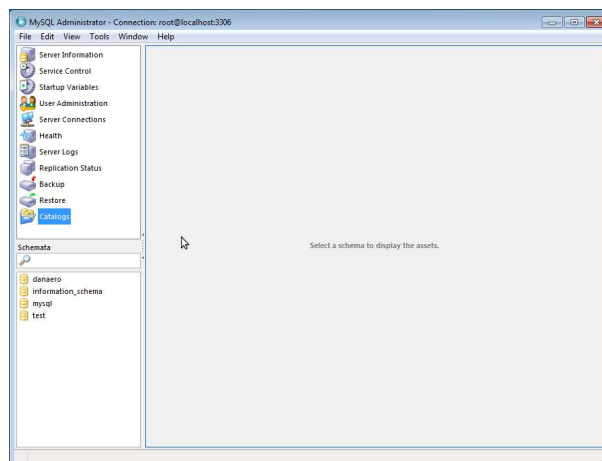 MySQL Administrator - Connection: root@localhost:3306
File Edit View Tools Window Help
Server Information
Service Control
Startup Variables
User Administration
Server Connections
Health
Server Logs
Replication Status
Backup
Restore
Catalogs
Schemata
danaero
information_schema
mysql
test
Select a schema to display the assets.